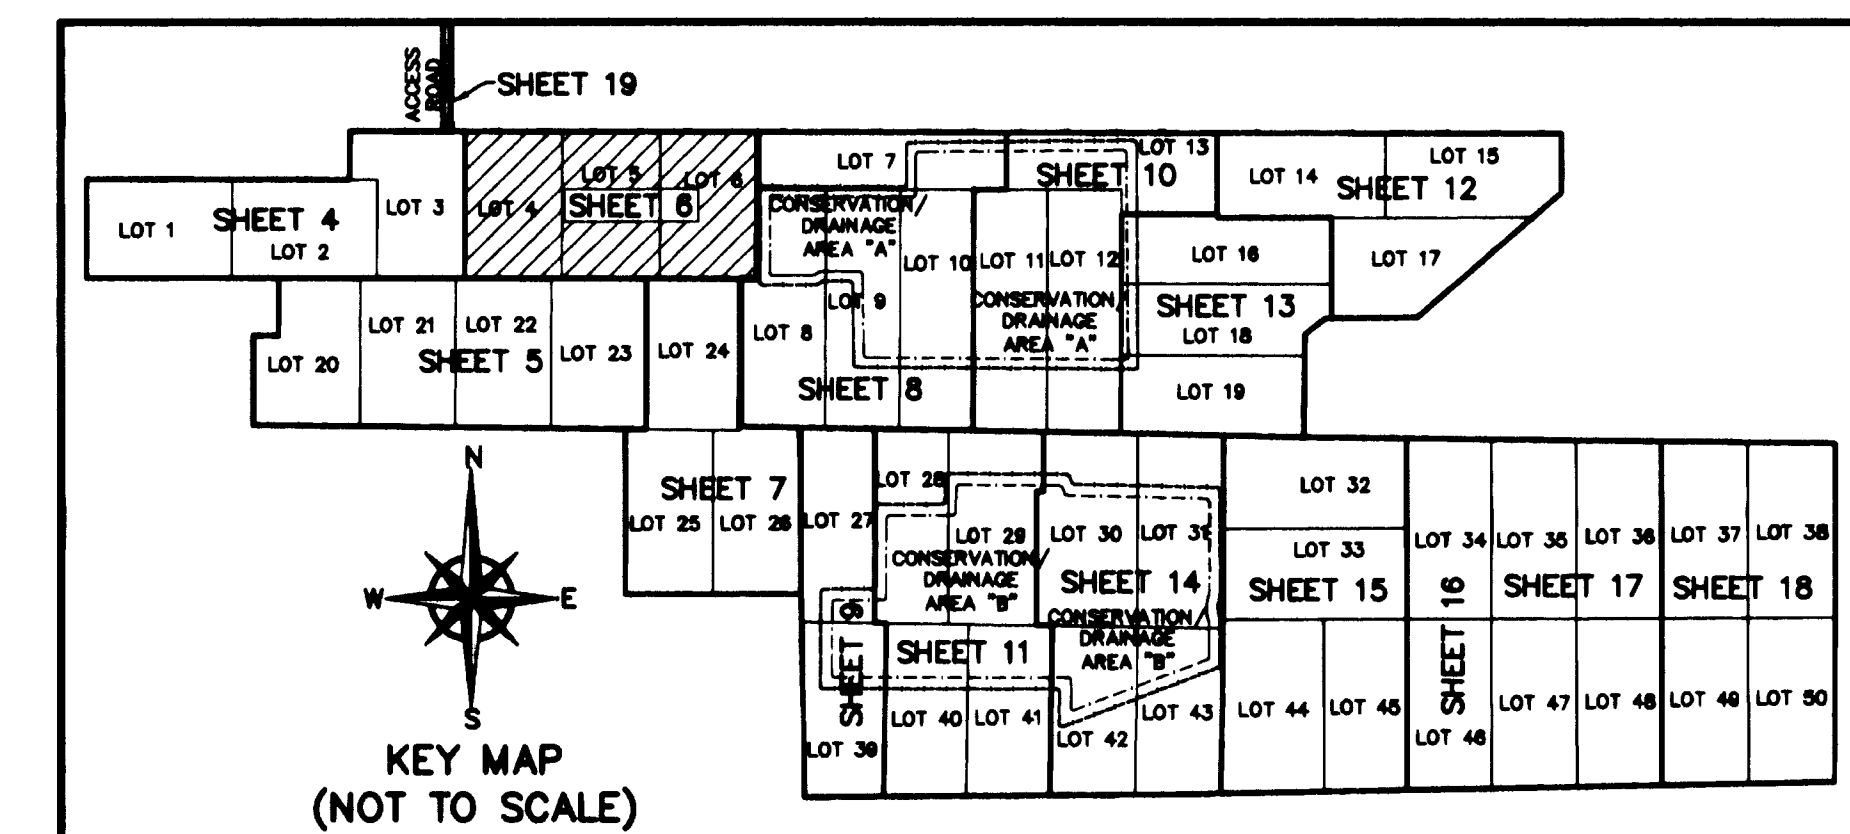 ACCESS
ROAD
SHEET 19
LOT 1
SHEET 4
LOT 2
LOT 3
LOT 4
LOT 5
SHEET 6
LOT 6
LOT 7
SHEET 10
LOT 13
LOT 14
LOT 15
SHEET 12
CONSERVATION/
DRAINAGE
AREA "A"
LOT 10
LOT 11
LOT 12
LOT 16
LOT 17
LOT 9
LOT 8
SHEET 8
CONSERVATION/
DRAINAGE
AREA "A"
SHEET 13
LOT 18
LOT 19
LOT 20
LOT 21
LOT 22
SHEET 5
LOT 23
LOT 24
SHEET 7
LOT 25
LOT 26
LOT 27
LOT 28
LOT 29
CONSERVATION/
DRAINAGE
AREA "B"
LOT 30
LOT 31
SHEET 14
CONSERVATION/
DRAINAGE
AREA "B"
LOT 32
LOT 33
SHEET 15
LOT 34
LOT 35
LOT 36
SHEET 17
LOT 37
LOT 38
SHEET 18
SHEET 16
SHEET 9
SHEET 11
LOT 39
LOT 40
LOT 41
LOT 42
LOT 43
LOT 44
LOT 45
LOT 46
LOT 47
LOT 48
LOT 49
LOT 50
N
W
E
S
KEY MAP
(NOT TO SCALE)